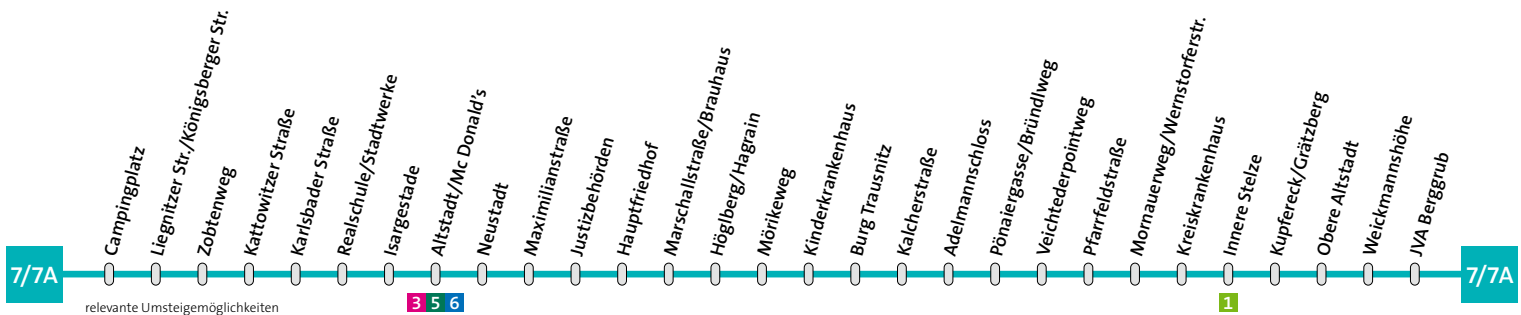 7/7A
Campingplatz
Liegnitzer Str./Königsberger Str.
Zobtenweg
Kattowitzer Straße
Karlsbader Straße
Realschule/Stadtwerke
Isargestade
Altstadt/Mc Donald's
Neustadt
Maximilianstraße
Justizbehörden
Hauptfriedhof
Marschallstraße/Brauhaus
Höglberg/Hagrain
Mörikeweg
Kinderkrankenhaus
Burg Trausnitz
Kalcherstraße
Adelmannschloss
Pönaiergasse/Bründlweg
Veichtederpointweg
Pfarrfeldstraße
Mornauerweg/Wernstorferstr.
Kreiskrankenhaus
Innere Stelze
Kupfereck/Grätzberg
Obere Altstadt
Weickmannshöhe
JVA Berggrub
7/7A
relevante Umsteigemöglichkeiten
3 5 6
1